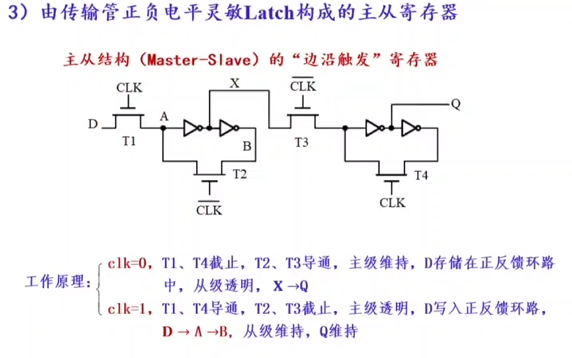 3）由传输管正负电平灵敏Latch构成的主从寄存器
主从结构（Master-Slave）的“边沿触发”寄存器
CLK
X
CLK
D
A
Q
T1
B
T3
T2
T4
CLK
CLK
工作原理：
clk=0，T1、T4截止，T2、T3导通，主级维持，D存储在正反馈环路
中，从级透明，X→Q
clk=1，T1、T4导通，T2、T3截止，主级透明，D写入正反馈环路，
D→A→B，从级维持，Q维持